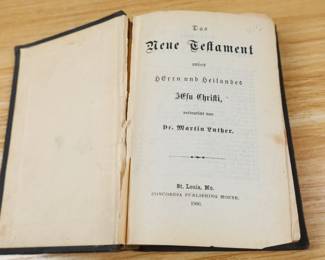 Das
Neue Testament
unsers
HErrn und Heilandes
JEsu Christi,
verdeutscht von
Dr. Martin Luther.
St. Louis, Mo.
CONCORDIA PUBLISHING HOUSE.
1900.